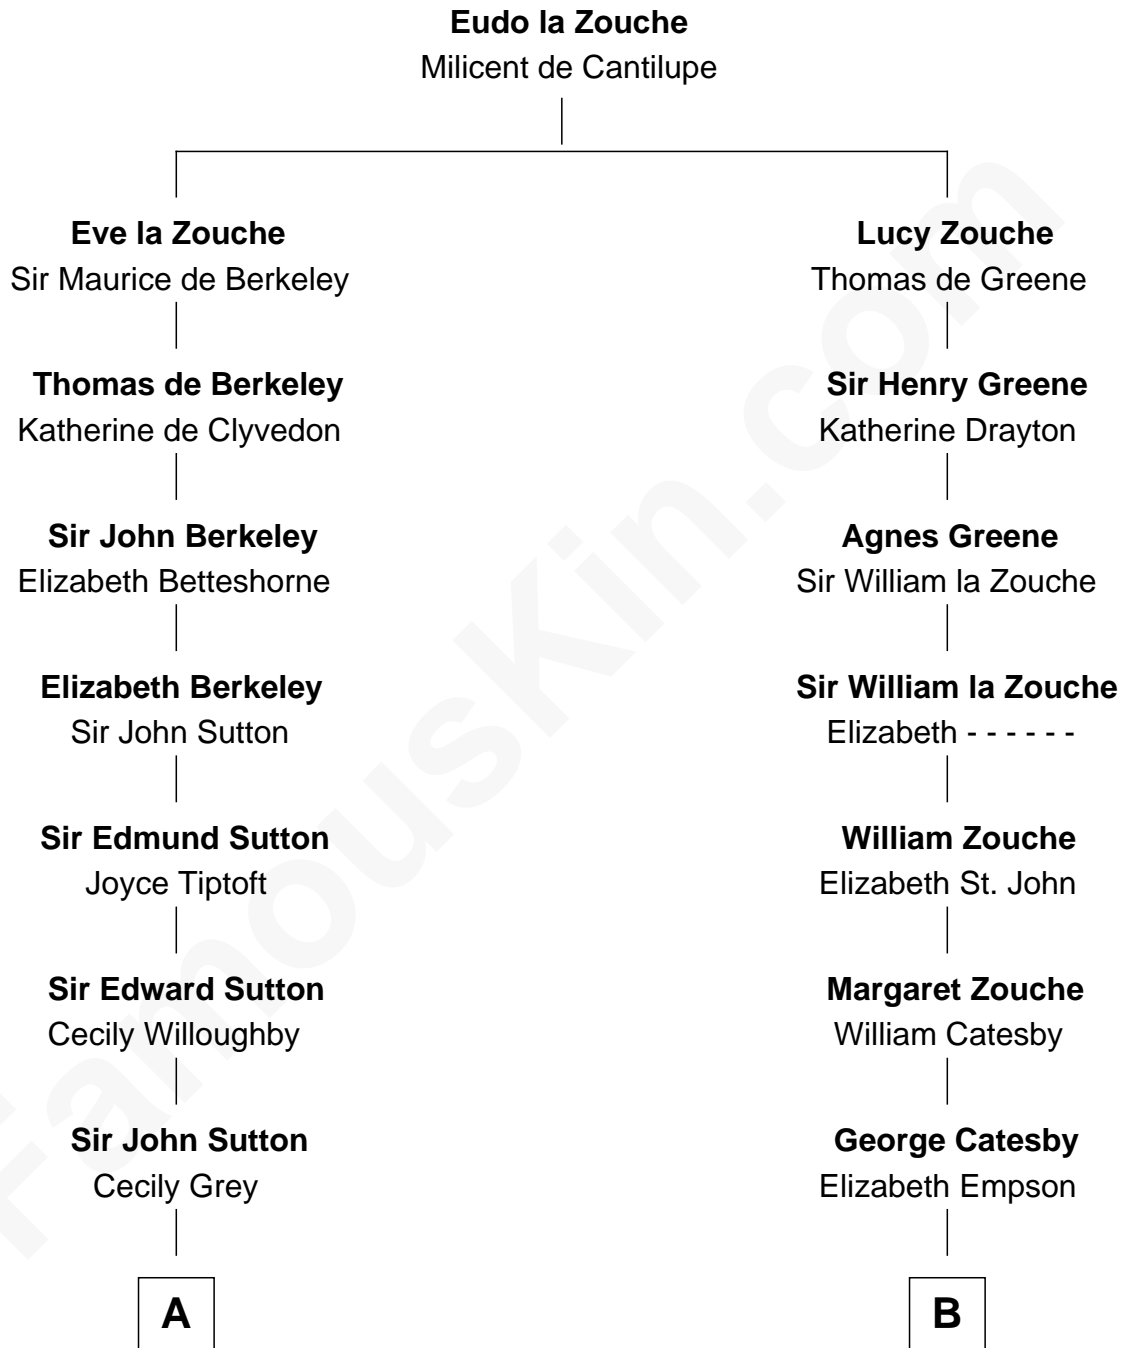 Eudo la Zouche
Milicent de Cantilupe
Eve la Zouche
Sir Maurice de Berkeley
Lucy Zouche
Thomas de Greene
Thomas de Berkeley
Katherine de Clyvedon
Sir Henry Greene
Katherine Drayton
Sir John Berkeley
Elizabeth Betteshorne
Agnes Greene
Sir William la Zouche
Elizabeth Berkeley
Sir John Sutton
Sir William la Zouche
Elizabeth - - - - - -
Sir Edmund Sutton
Joyce Tiptoft
William Zouche
Elizabeth St. John
Sir Edward Sutton
Cecily Willoughby
Margaret Zouche
William Catesby
Sir John Sutton
Cecily Grey
George Catesby
Elizabeth Empson
A
B
FamousKin.com